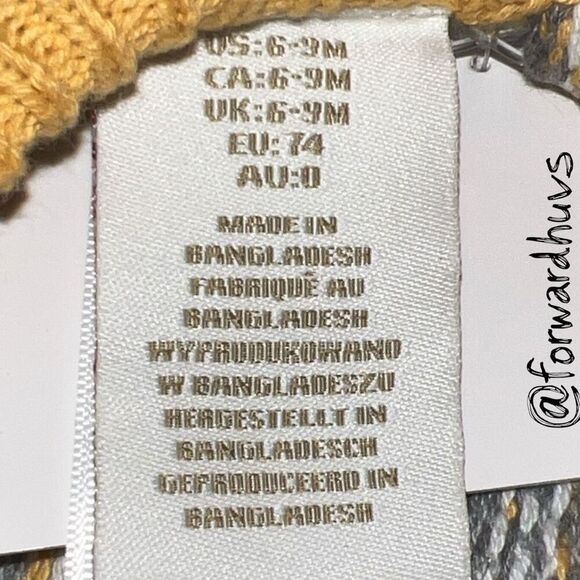 US:6-9M
CA:6-9M
UK:6-9M
EU:74
AU:0
MADE IN
BANGLADESH
FABRIQUÉ AU
BANGLADESH
WYPRODUKOWANO
W BANGLADESZU
HERGESTELLT IN
BANGLADESCH
GEPRODUCEERD IN
BANGLADESH
@forwardhuvs